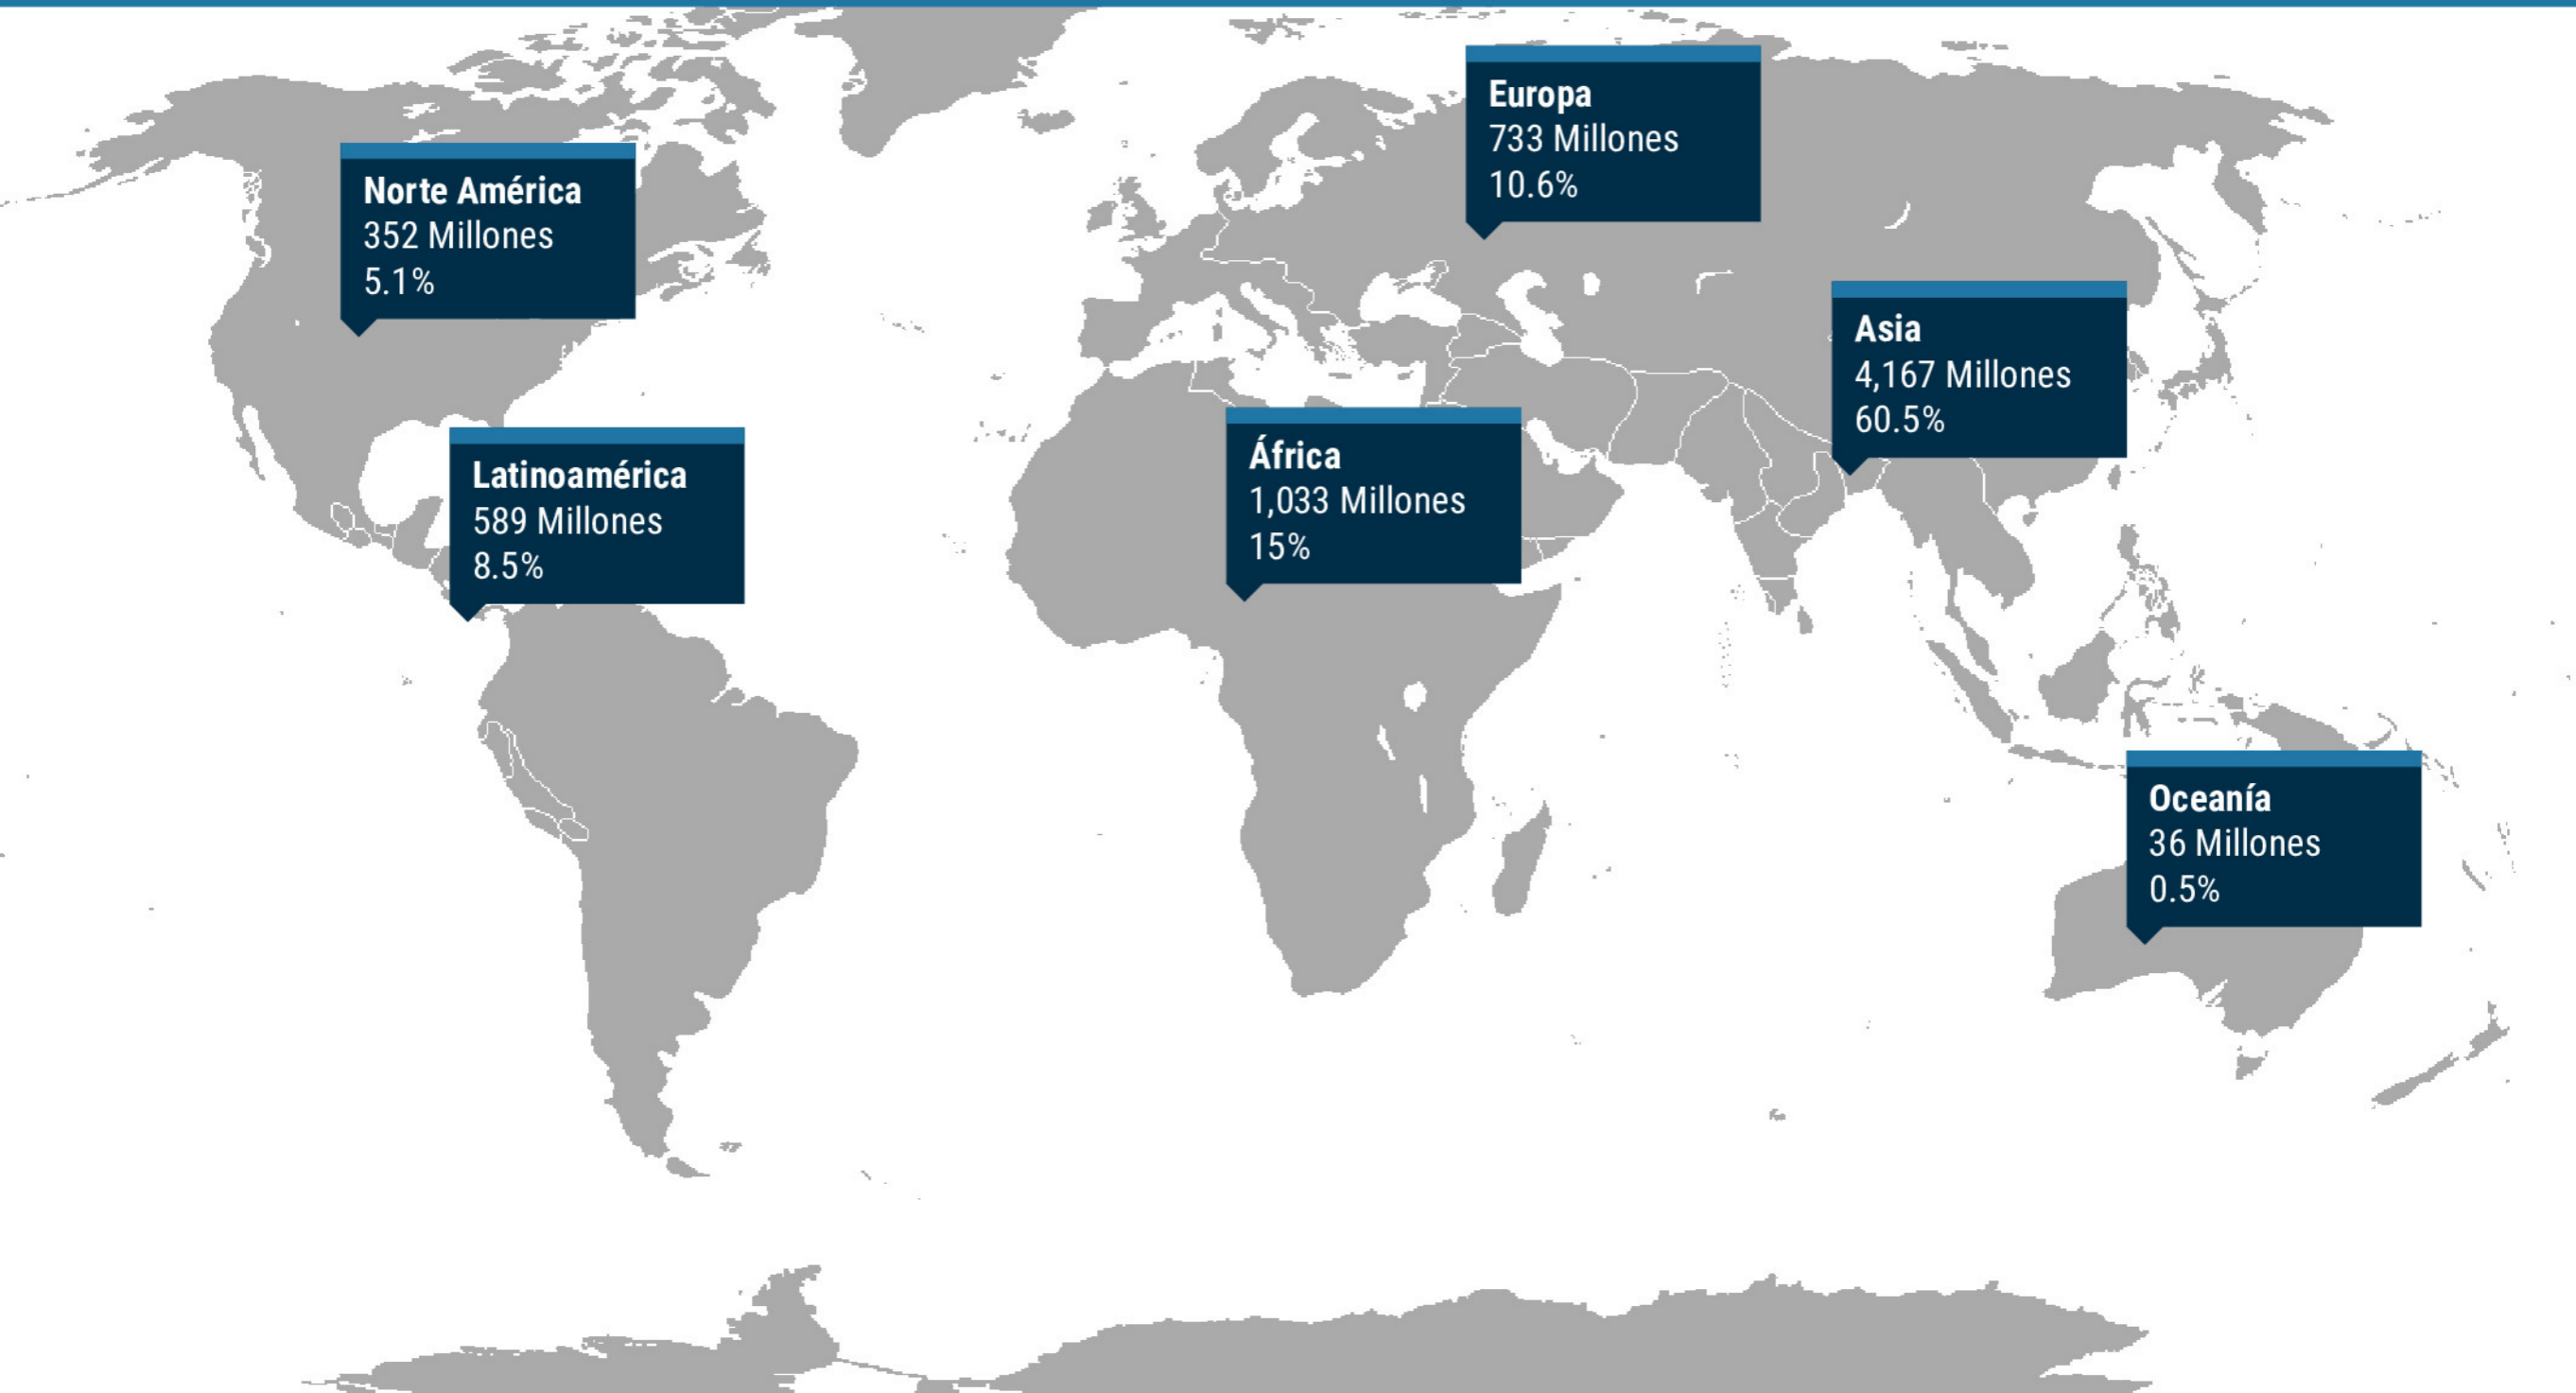 Europa
733 Millones
10.6%
Norte América
352 Millones
5.1%
Asia
4,167 Millones
60.5%
África
1,033 Millones
15%
Latinoamérica
589 Millones
8.5%
Oceanía
36 Millones
0.5%